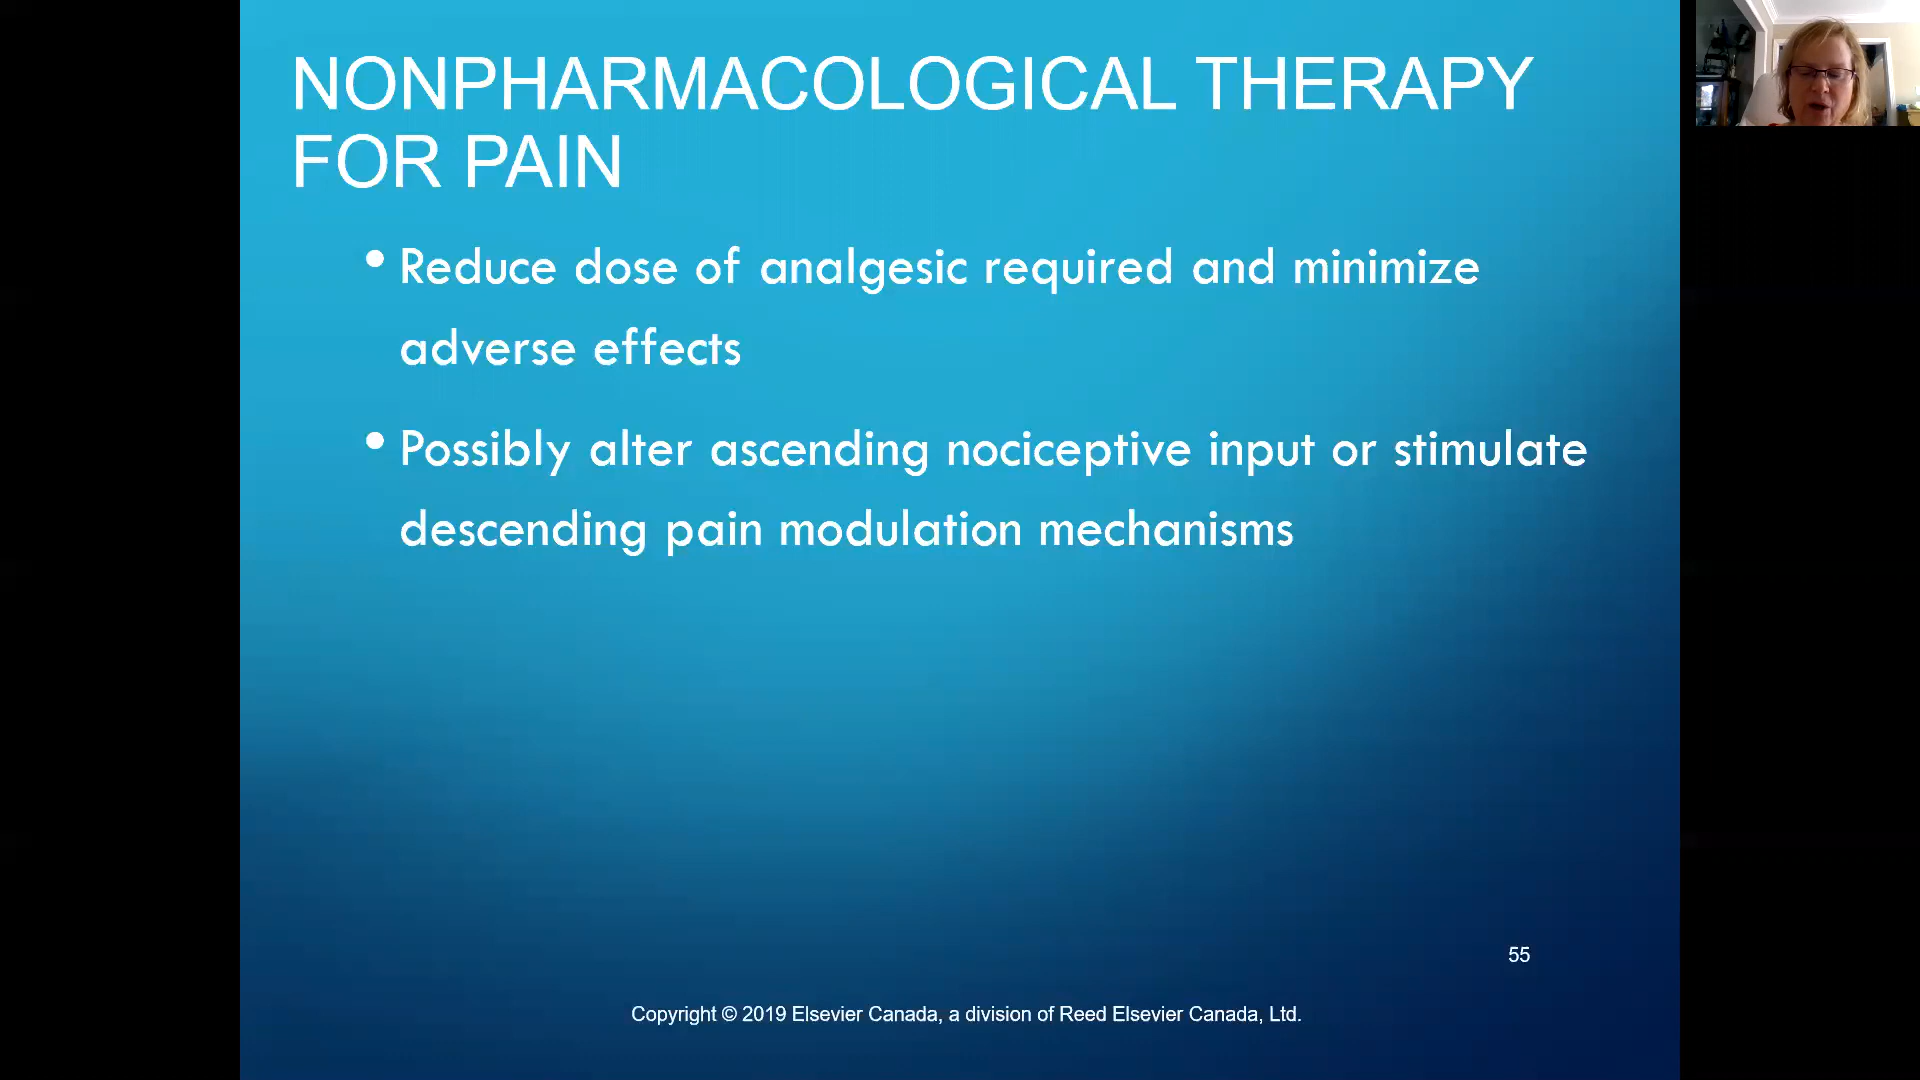 NONPHARMACOLOGICAL THERAPY
FOR PAIN
• Reduce dose of analgesic required and minimize
adverse effects
• Possibly alter ascending nociceptive input or stimulate
descending pain modulation mechanisms
55
Copyright © 2019 Elsevier Canada, a division of Reed Elsevier Canada, Ltd.